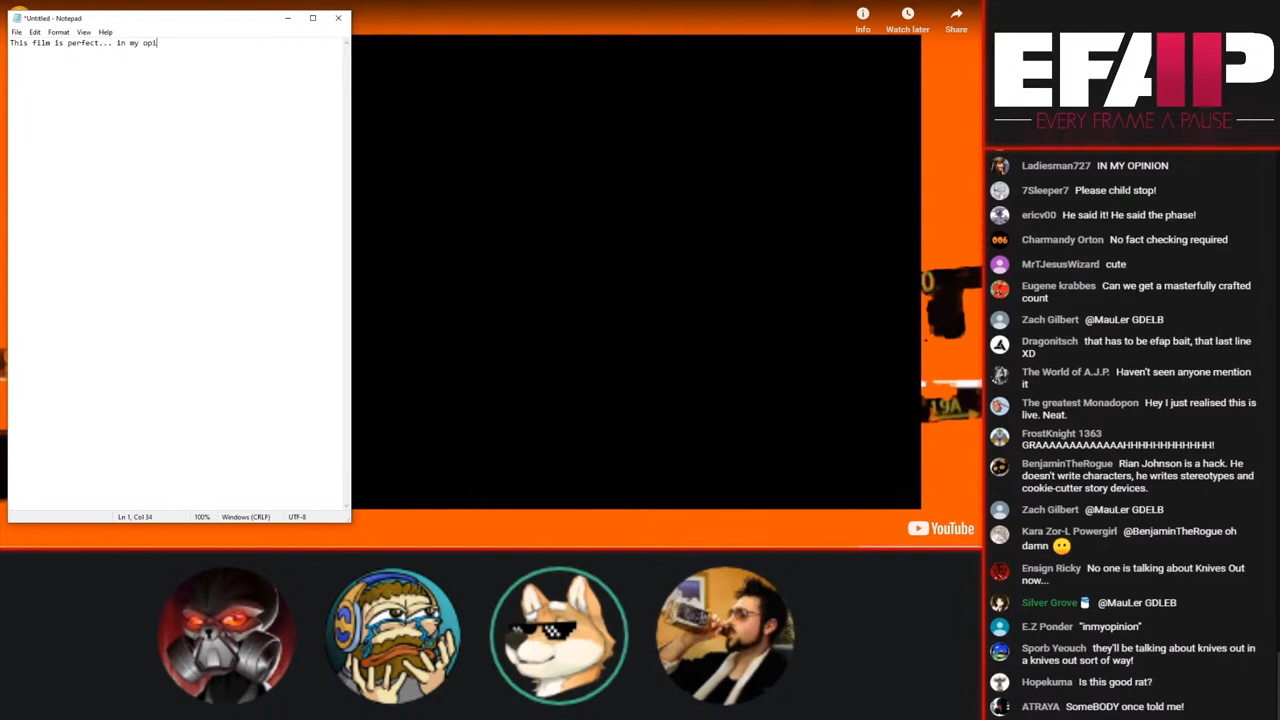 *Untitled - Notepad
File Edit Format View Help
This film is perfect... in my opi
Ln 1, Col 34 100% Windows (CRLF) UTF-8
Info Watch later Share
19A
YouTube
EFAP
EVERY FRAME A PAUSE
Ladiesman727 IN MY OPINION
7Sleeper7 Please child stop!
ericv00 He said it! He said the phase!
006
Charmandy Orton No fact checking required
MrTJesusWizard cute
Eugene krabbes Can we get a masterfully crafted
count
Zach Gilbert @MauLer GDELB
Dragonitsch that has to be efap bait, that last line
XD
The World of A.J.P. Haven't seen anyone mention
it
The greatest Monadopon Hey I just realised this is
live. Neat.
FrostKnight 1363
GRAAAAAAAAAAAHHHHHHHHHHHH!
BenjaminTheRogue Rian Johnson is a hack. He
doesn't write characters, he writes stereotypes and
cookie-cutter story devices.
Zach Gilbert @MauLer GDELB
Kara Zor-L Powergirl @BenjaminTheRogue oh
damn
Ensign Ricky No one is talking about Knives Out
now...
Silver Grove @MauLer GDLEB
E.Z Ponder "inmyopinion"
Sporb Yeouch they'll be talking about knives out in
a knives out sort of way!
Hopekuma Is this good rat?
ATRAYA SomeBODY once told me!